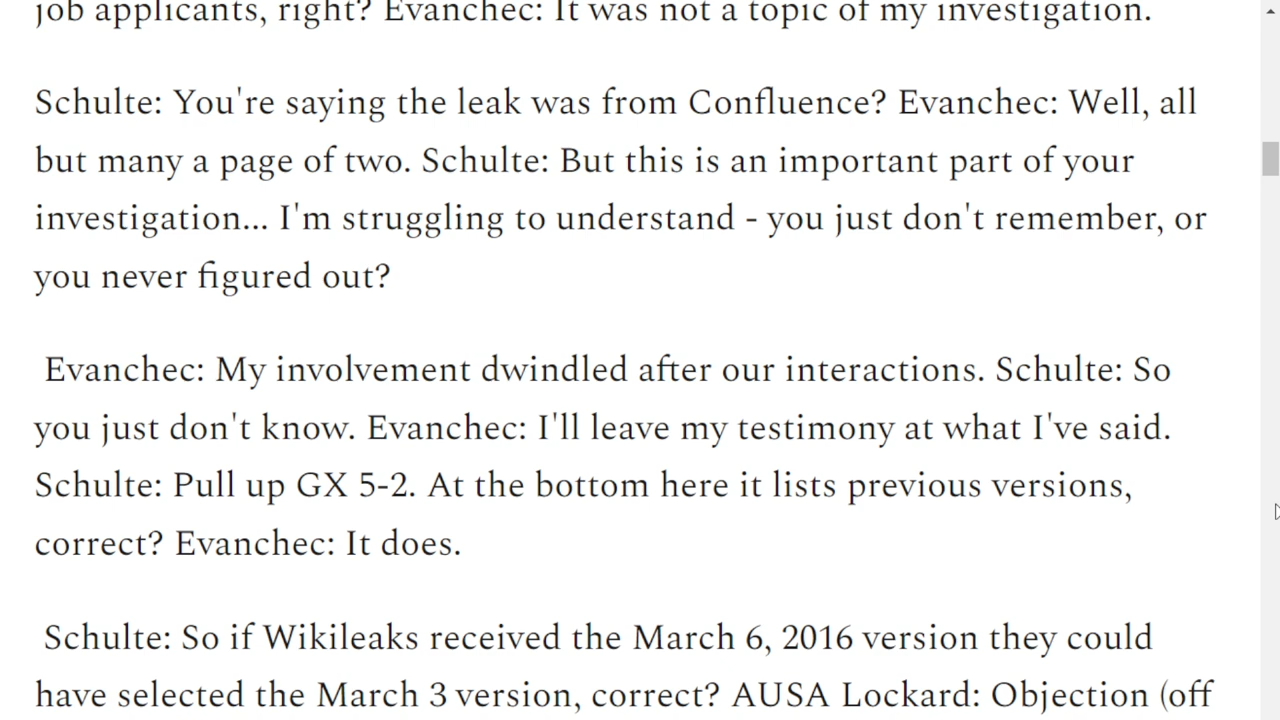 job applicants, right? Evanchec: It was not a topic of my investigation.
Schulte: You're saying the leak was from Confluence? Evanchec: Well, all
but many a page of two. Schulte: But this is an important part of your
investigation... I'm struggling to understand - you just don't remember, or
you never figured out?
Evanchec: My involvement dwindled after our interactions. Schulte: So
you just don't know. Evanchec: I'll leave my testimony at what I've said.
Schulte: Pull up GX 5-2. At the bottom here it lists previous versions,
correct? Evanchec: It does.
Schulte: So if Wikileaks received the March 6, 2016 version they could
have selected the March 3 version, correct? AUSA Lockard: Objection (off